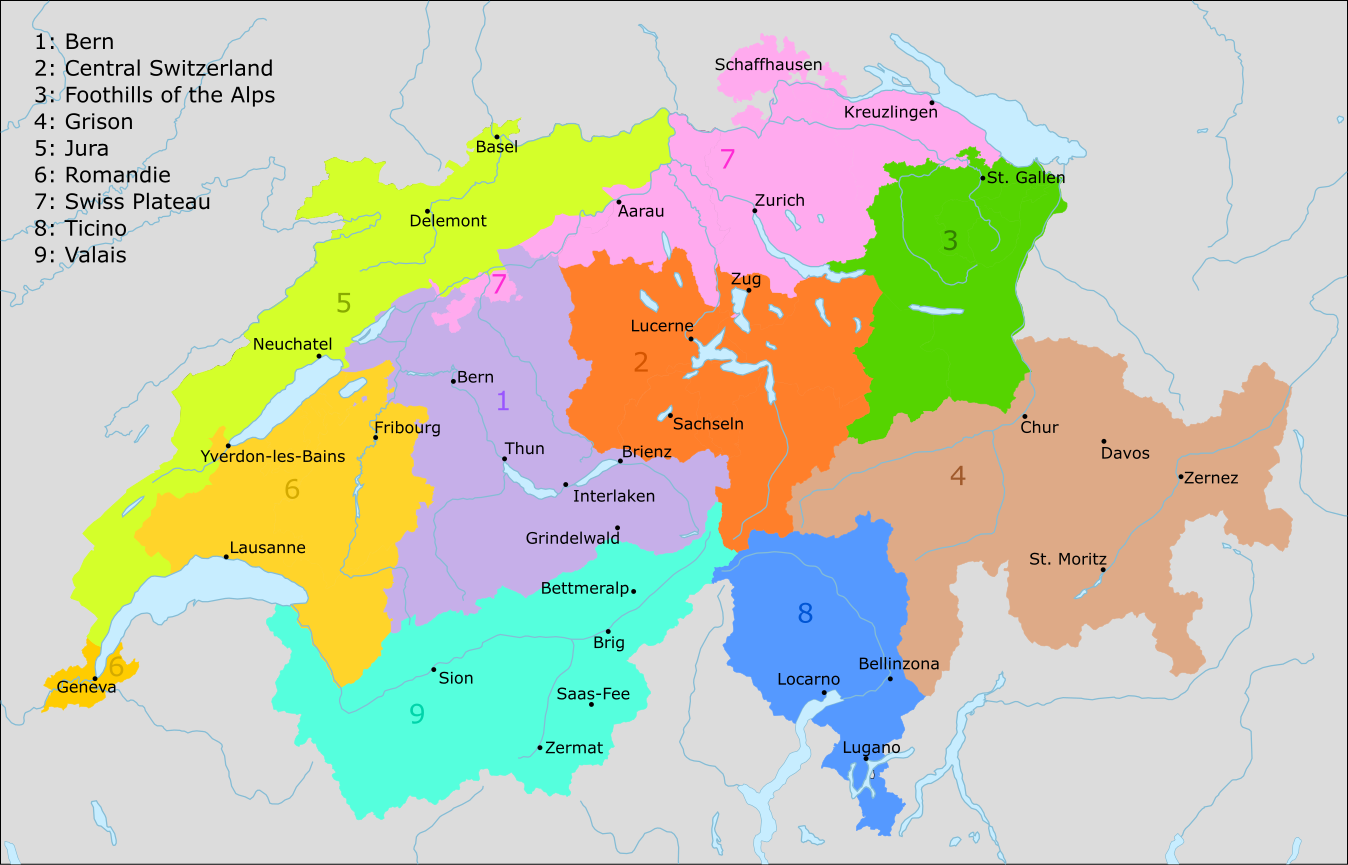 1: Bern
2: Central Switzerland
3: Foothills of the Alps
4: Grison
5: Jura
6: Romandie
7: Swiss Plateau
8: Ticino
9: Valais
Schaffhausen
Kreuzlingen
Basel
7
St. Gallen
Zurich
Aarau
Delemont
3
Zug
7
5
Lucerne
Neuchatel
2
Bern
1
Sachseln
Fribourg
Chur
Thun
Brienz
Davos
Yverdon-les-Bains
4
Zernez
6
Interlaken
Grindelwald
Lausanne
St. Moritz
Bettmeralp
8
Brig
Bellinzona
6
Geneva
Sion
Locarno
Saas-Fee
9
Zermat
Lugano